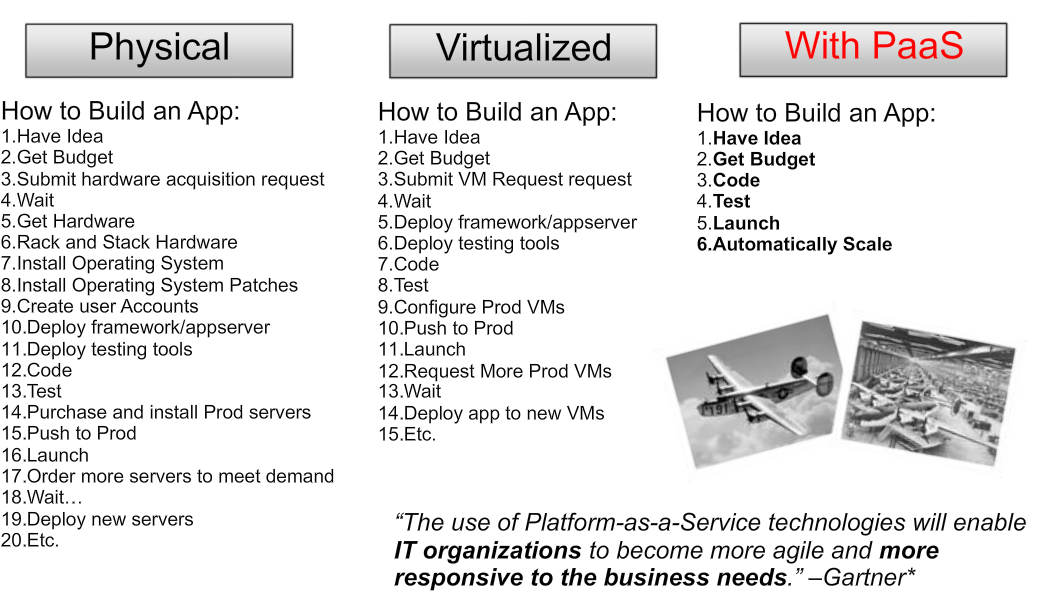 Physical
How to Build an App:
1.Have Idea
2.Get Budget
3.Submit hardware acquisition request
4.Wait
5.Get Hardware
6.Rack and Stack Hardware
7.Install Operating System
8.Install Operating System Patches
9.Create user Accounts
10.Deploy framework/appserver
11.Deploy testing tools
12.Code
13.Test
14.Purchase and install Prod servers
15.Push to Prod
16.Launch
17.Order more servers to meet demand
18.Wait…
19.Deploy new servers
20.Etc.
Virtualized
How to Build an App:
1.Have Idea
2.Get Budget
3.Submit VM Request request
4.Wait
5.Deploy framework/appserver
6.Deploy testing tools
7.Code
8.Test
9.Configure Prod VMs
10.Push to Prod
11.Launch
12.Request More Prod VMs
13.Wait
14.Deploy app to new VMs
15.Etc.
With PaaS
How to Build an App:
1.Have Idea
2.Get Budget
3.Code
4.Test
5.Launch
6.Automatically Scale
“The use of Platform-as-a-Service technologies will enable
IT organizations to become more agile and more
responsive to the business needs.” –Gartner*